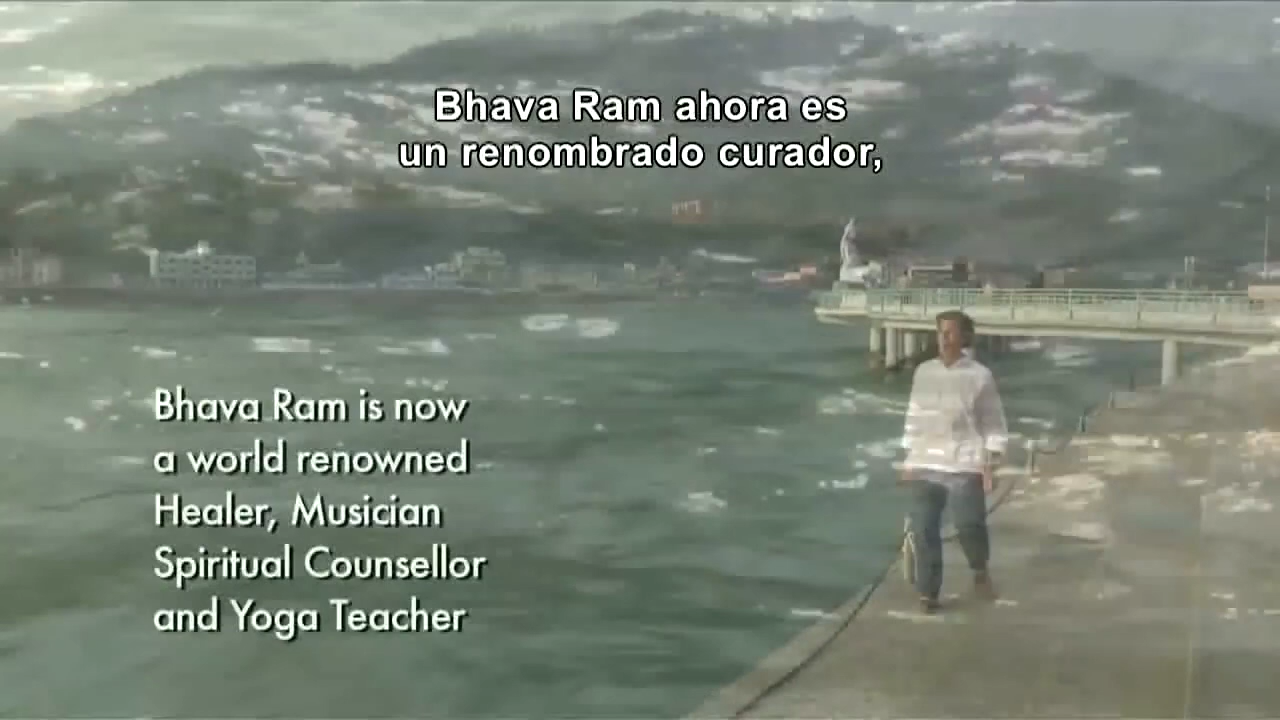 Bhava Ram ahora es
un renombrado curador,
Bhava Ram is now
a world renowned
Healer, Musician
Spiritual Counsellor
and Yoga Teacher